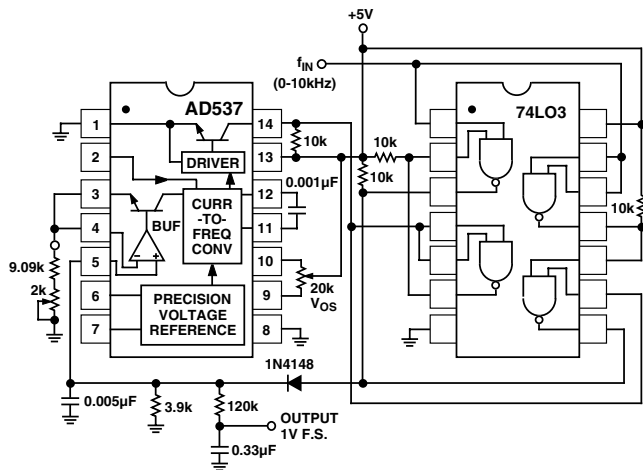 +5V
fIN
(0-10kHz)
AD537
74LO3
1
14
10k
10k
2
DRIVER
13
10k
3
CURR
-TO-
FREQ
CONV
12
0.001µF
10k
4
BUF
11
9.09k
5
– +
10
20k
VOS
2k
6
PRECISION
VOLTAGE
REFERENCE
9
7
8
1N4148
0.005µF
3.9k
120k
OUTPUT
1V F.S.
0.33µF